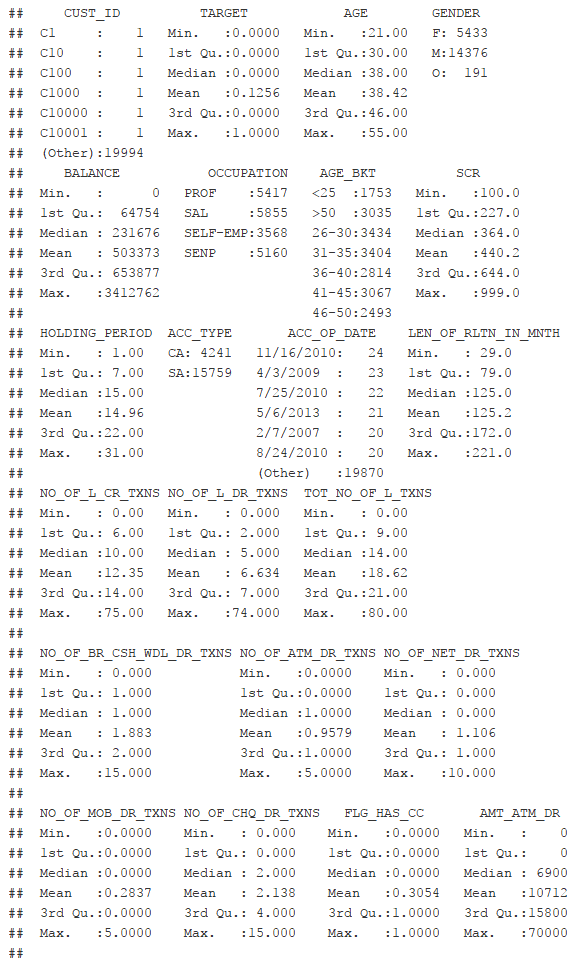 ##     CUST_ID          TARGET            AGE        GENDER
##  C1     :    1   Min.   :0.0000   Min.   :21.00   F: 5433
##  C10    :    1   1st Qu.:0.0000   1st Qu.:30.00   M:14376
##  C100   :    1   Median :0.0000   Median :38.00   O:  191
##  C1000  :    1   Mean   :0.1256   Mean   :38.42
##  C10000 :    1   3rd Qu.:0.0000   3rd Qu.:46.00
##  C10001 :    1   Max.   :1.0000   Max.   :55.00
##  (Other):19994
##     BALANCE           OCCUPATION    AGE_BKT          SCR
##  Min.   :      0   PROF    :5417   <25  :1753   Min.   :100.0
##  1st Qu.:  64754   SAL     :5855   >50  :3035   1st Qu.:227.0
##  Median : 231676   SELF-EMP:3568   26-30:3434   Median :364.0
##  Mean   : 503373   SENP    :5160   31-35:3404   Mean   :440.2
##  3rd Qu.: 653877                   36-40:2814   3rd Qu.:644.0
##  Max.   :3412762                   41-45:3067   Max.   :999.0
##                                    46-50:2493
##  HOLDING_PERIOD  ACC_TYPE       ACC_OP_DATE    LEN_OF_RLTN_IN_MNTH
##  Min.   : 1.00   CA: 4241   11/16/2010:   24   Min.   : 29.0
##  1st Qu.: 7.00   SA:15759   4/3/2009  :   23   1st Qu.: 79.0
##  Median :15.00              7/25/2010 :   22   Median :125.0
##  Mean   :14.96              5/6/2013  :   21   Mean   :125.2
##  3rd Qu.:22.00              2/7/2007  :   20   3rd Qu.:172.0
##  Max.   :31.00              8/24/2010 :   20   Max.   :221.0
##                             (Other)   :19870
##  NO_OF_L_CR_TXNS NO_OF_L_DR_TXNS  TOT_NO_OF_L_TXNS
##  Min.   : 0.00   Min.   : 0.000   Min.   : 0.00
##  1st Qu.: 6.00   1st Qu.: 2.000   1st Qu.: 9.00
##  Median :10.00   Median : 5.000   Median :14.00
##  Mean   :12.35   Mean   : 6.634   Mean   :18.62
##  3rd Qu.:14.00   3rd Qu.: 7.000   3rd Qu.:21.00
##  Max.   :75.00   Max.   :74.000   Max.   :80.00
##
##  NO_OF_BR_CSH_WDL_DR_TXNS NO_OF_ATM_DR_TXNS NO_OF_NET_DR_TXNS
##  Min.   : 0.000           Min.   :0.0000    Min.   : 0.000
##  1st Qu.: 1.000           1st Qu.:0.0000    1st Qu.: 0.000
##  Median : 1.000           Median :1.0000    Median : 0.000
##  Mean   : 1.883           Mean   :0.9579    Mean   : 1.106
##  3rd Qu.: 2.000           3rd Qu.:1.0000    3rd Qu.: 1.000
##  Max.   :15.000           Max.   :5.0000    Max.   :10.000
##
##  NO_OF_MOB_DR_TXNS NO_OF_CHQ_DR_TXNS   FLG_HAS_CC       AMT_ATM_DR
##  Min.   :0.0000    Min.   : 0.000    Min.   :0.0000   Min.   :    0
##  1st Qu.:0.0000    1st Qu.: 0.000    1st Qu.:0.0000   1st Qu.:    0
##  Median :0.0000    Median : 2.000    Median :0.0000   Median : 6900
##  Mean   :0.2837    Mean   : 2.138    Mean   :0.3054   Mean   :10712
##  3rd Qu.:0.0000    3rd Qu.: 4.000    3rd Qu.:1.0000   3rd Qu.:15800
##  Max.   :5.0000    Max.   :15.000    Max.   :1.0000   Max.   :70000
##